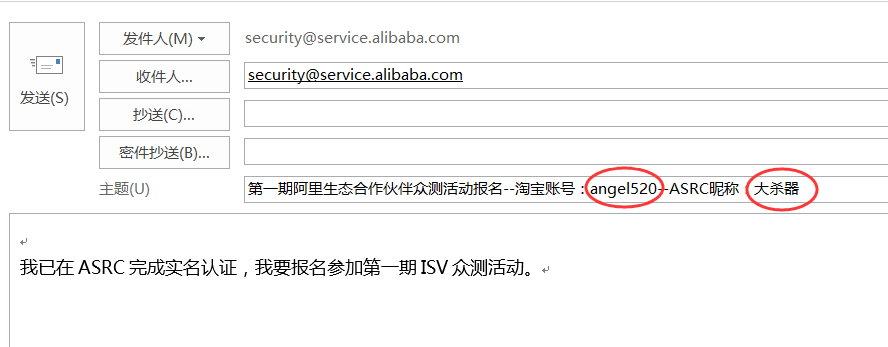 发件人(M)
security@service.alibaba.com
收件人...
security@service.alibaba.com
发送(S)
抄送(C)...
密件抄送(B)...
主题(U)
第一期阿里生态合作伙伴众测活动报名--淘宝账号：angel520--ASRC昵称：大杀器
我已在 ASRC 完成实名认证，我要报名参加第一期 ISV 众测活动。